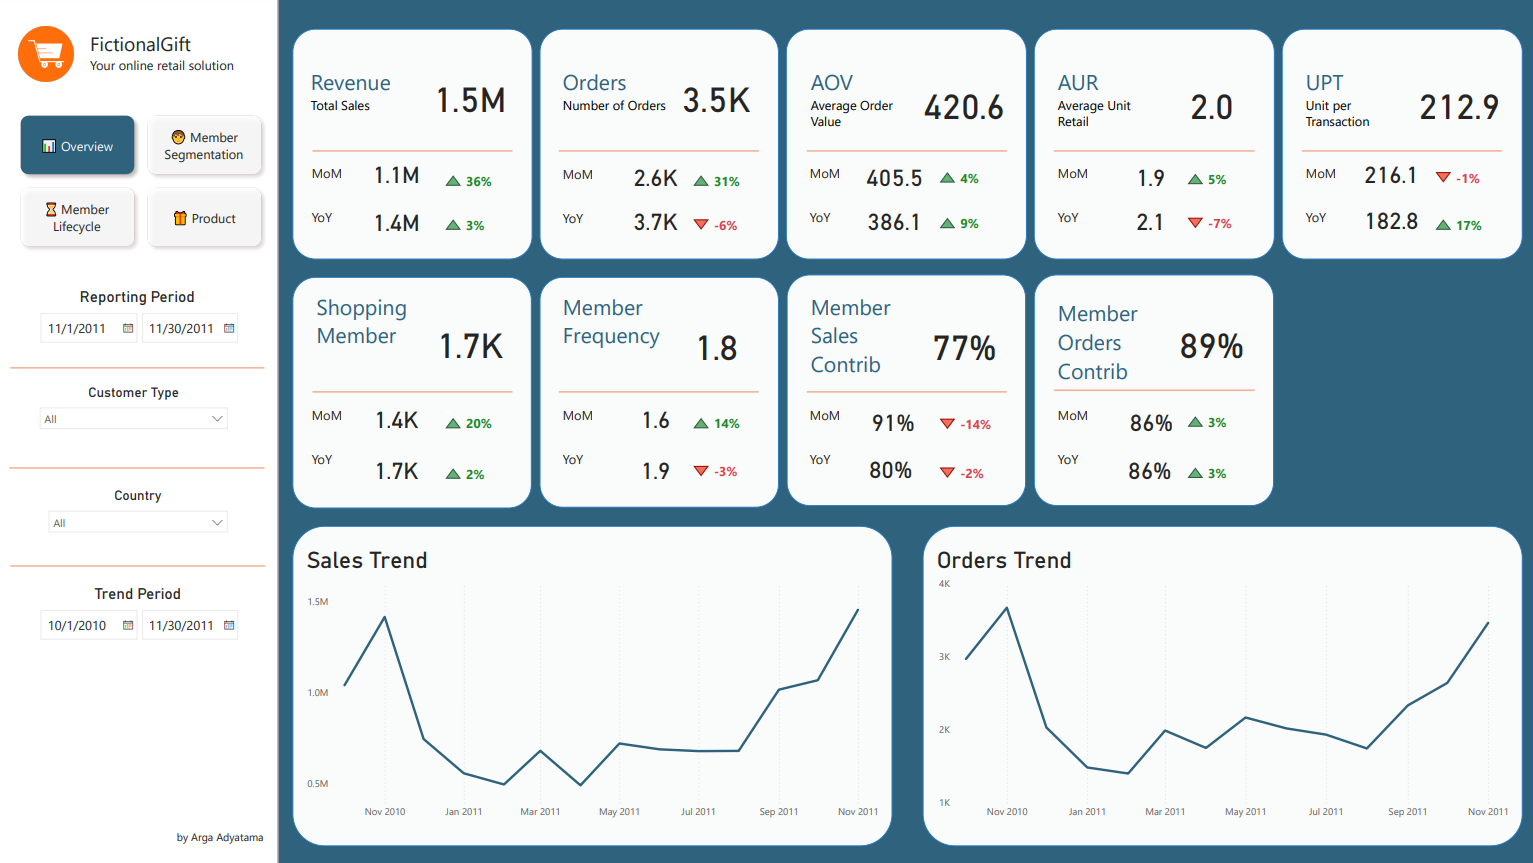 FictionalGift
Your online retail solution
Overview
Member
Segmentation
Member
Lifecycle
Product
Reporting Period
11/1/2011
11/30/2011
Customer Type
All
Country
All
Trend Period
10/1/2010
11/30/2011
by Arga Adyatama
Revenue
Total Sales
1.5M
MoM 1.1M 36%
YoY 1.4M 3%
Orders
Number of Orders
3.5K
MoM 2.6K 31%
YoY 3.7K -6%
AOV
Average Order
Value
420.6
MoM 405.5 4%
YoY 386.1 9%
AUR
Average Unit
Retail
2.0
MoM 1.9 5%
YoY 2.1 -7%
UPT
Unit per
Transaction
212.9
MoM 216.1 -1%
YoY 182.8 17%
Shopping
Member
1.7K
MoM 1.4K 20%
YoY 1.7K 2%
Member
Frequency
1.8
MoM 1.6 14%
YoY 1.9 -3%
Member
Sales
Contrib
77%
MoM 91% -14%
YoY 80% -2%
Member
Orders
Contrib
89%
MoM 86% 3%
YoY 86% 3%
Sales Trend
1.5M
1.0M
0.5M
Nov 2010 Jan 2011 Mar 2011 May 2011 Jul 2011 Sep 2011 Nov 2011
Orders Trend
4K
3K
2K
1K
Nov 2010 Jan 2011 Mar 2011 May 2011 Jul 2011 Sep 2011 Nov 2011